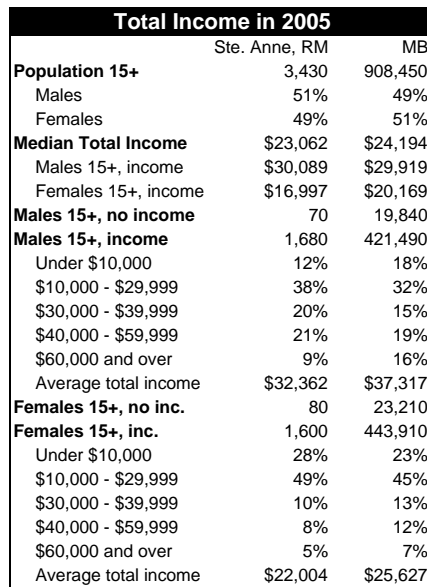 Total Income in 2005
Ste. Anne, RM MB
Population 15+ 3,430 908,450
Males 51% 49%
Females 49% 51%
Median Total Income $23,062 $24,194
Males 15+, income $30,089 $29,919
Females 15+, income $16,997 $20,169
Males 15+, no income 70 19,840
Males 15+, income 1,680 421,490
Under $10,000 12% 18%
$10,000 - $29,999 38% 32%
$30,000 - $39,999 20% 15%
$40,000 - $59,999 21% 19%
$60,000 and over 9% 16%
Average total income $32,362 $37,317
Females 15+, no inc. 80 23,210
Females 15+, inc. 1,600 443,910
Under $10,000 28% 23%
$10,000 - $29,999 49% 45%
$30,000 - $39,999 10% 13%
$40,000 - $59,999 8% 12%
$60,000 and over 5% 7%
Average total income $22,004 $25,627